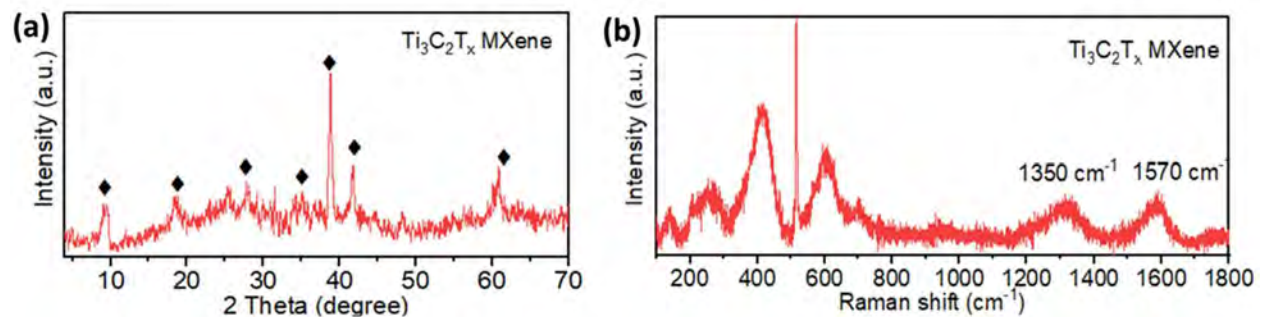 (a)
Ti₃C₂Tₓ MXene
Intensity (a.u.)
10 20 30 40 50 60 70
2 Theta (degree)
(b)
Ti₃C₂Tₓ MXene
Intensity (a.u.)
1350 cm⁻¹ 1570 cm⁻
200 400 600 800 1000 1200 1400 1600 1800
Raman shift (cm⁻¹)